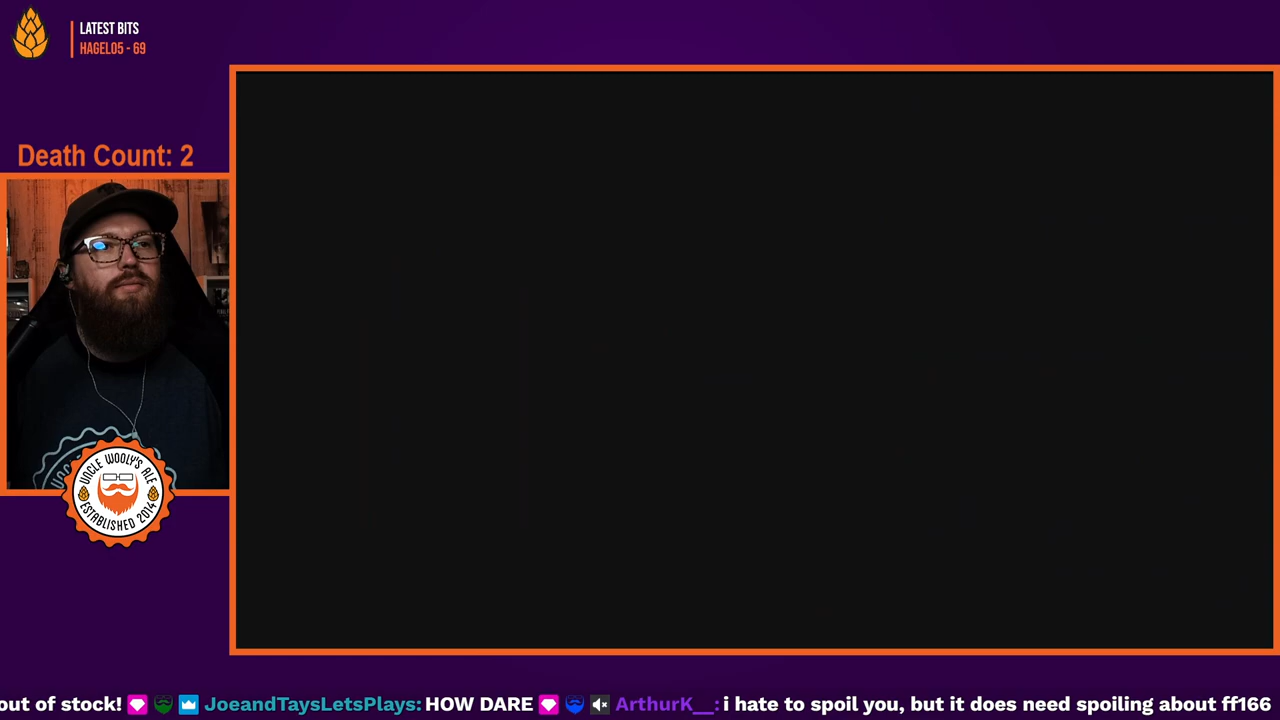 LATEST BITS
HAGEL05 - 69
Death Count: 2
UNCLE WOOLY'S ALE
ESTABLISHED 2014
out of stock! JoeandTaysLetsPlays: HOW DARE ArthurK__: i hate to spoil you, but it does need spoiling about ff166